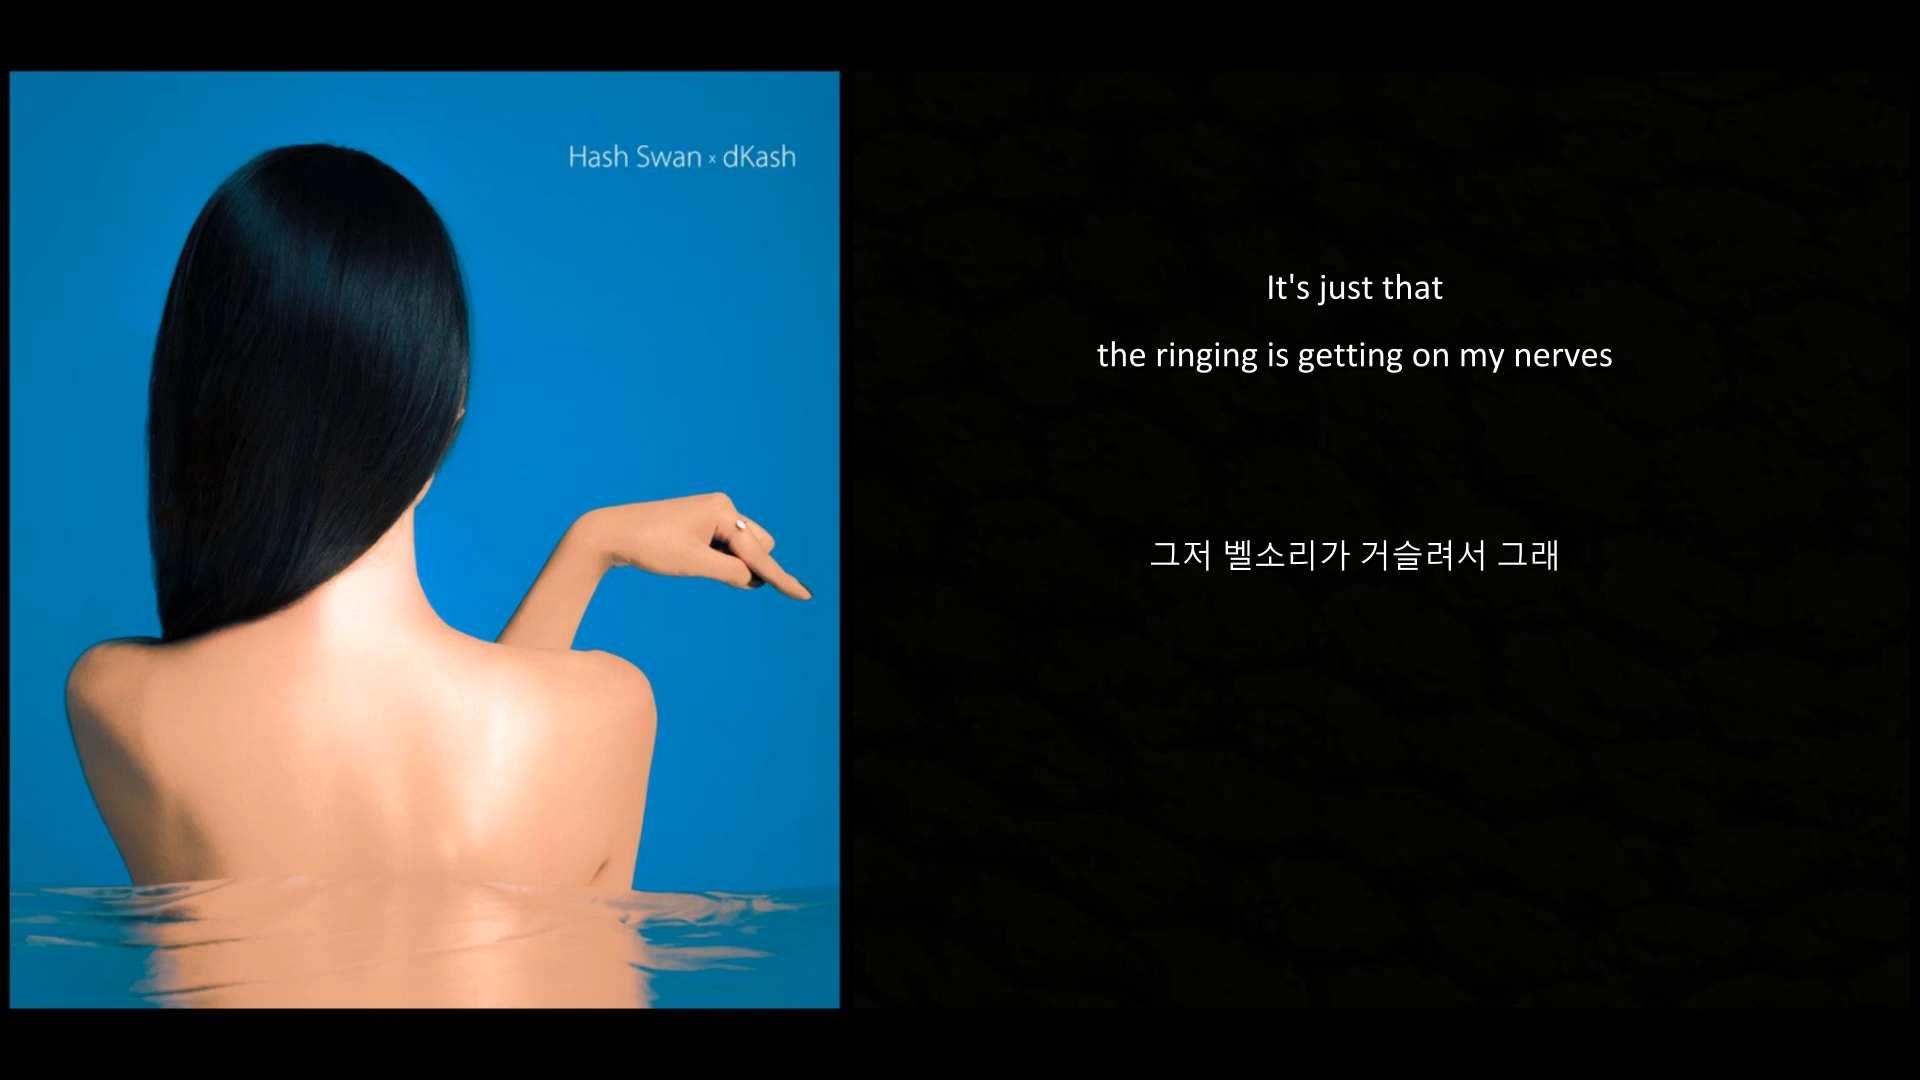 Hash Swan x dKash
It's just that
the ringing is getting on my nerves
그저 벨소리가 거슬려서 그래